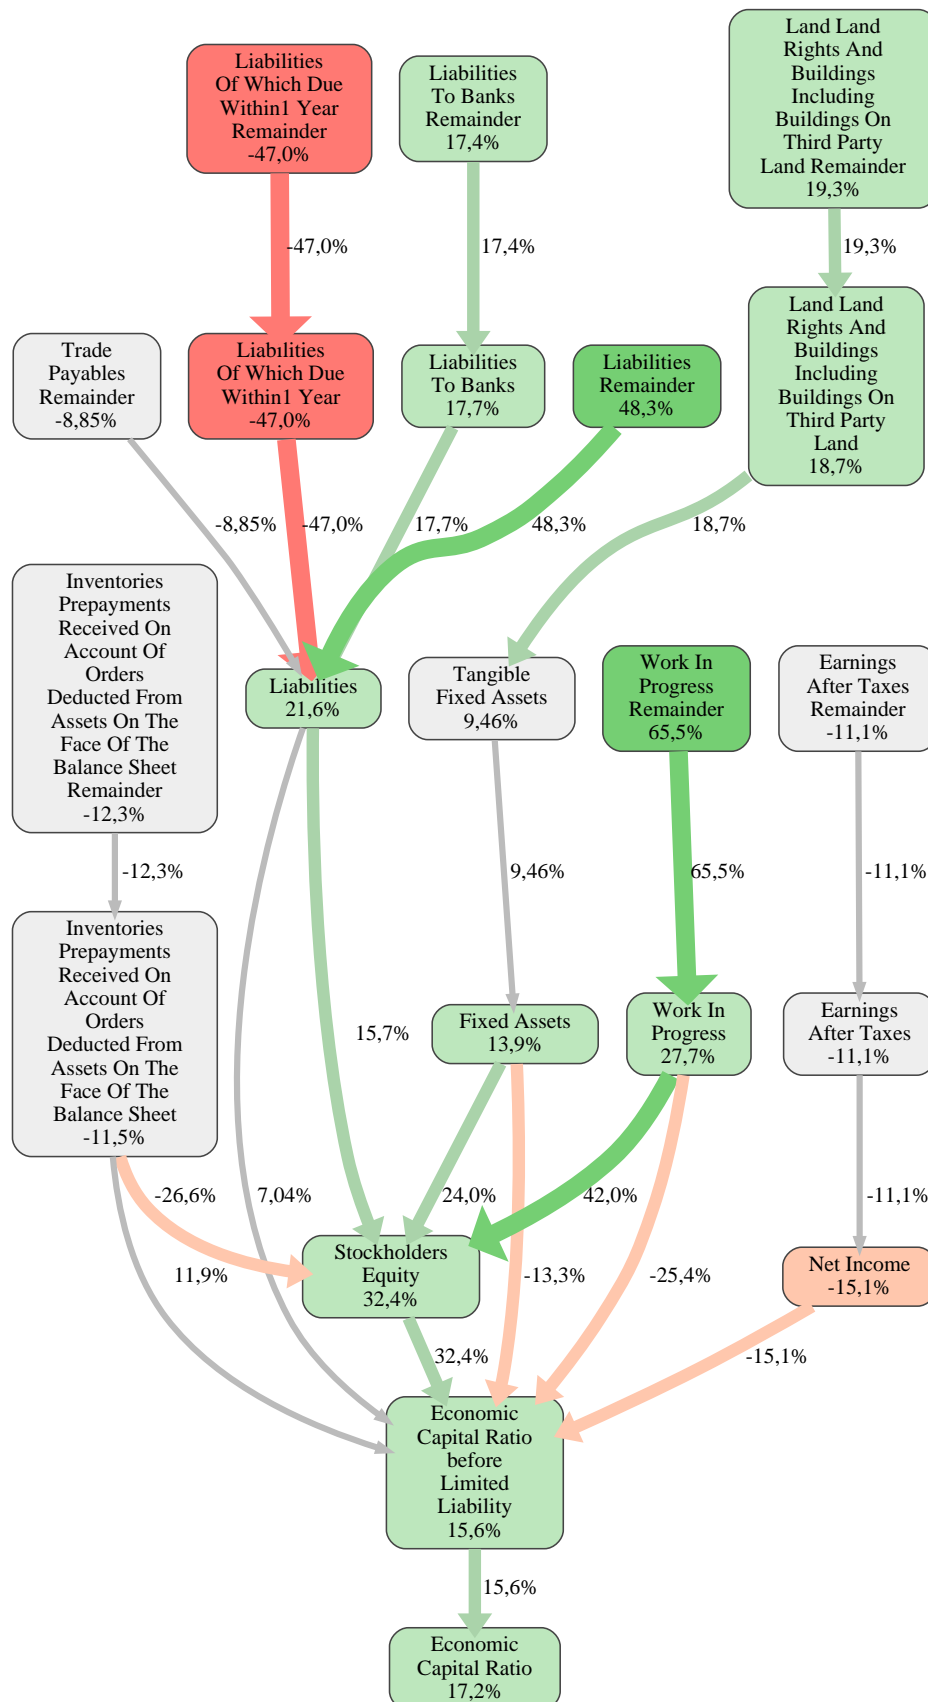 Liabilities
Of Which Due
Within1 Year
Remainder
-47,0%
Liabilities
To Banks
Remainder
17,4%
Land Land
Rights And
Buildings
Including
Buildings On
Third Party
Land Remainder
19,3%
-47,0%
17,4%
19,3%
Trade
Payables
Remainder
-8,85%
Liabilities
Of Which Due
Within1 Year
-47,0%
Liabilities
To Banks
17,7%
Liabilities
Remainder
48,3%
Land Land
Rights And
Buildings
Including
Buildings On
Third Party
Land
18,7%
-8,85%
-47,0%
17,7%
48,3%
18,7%
Inventories
Prepayments
Received On
Account Of
Orders
Deducted From
Assets On The
Face Of The
Balance Sheet
Remainder
-12,3%
Liabilities
21,6%
Tangible
Fixed Assets
9,46%
Work In
Progress
Remainder
65,5%
Earnings
After Taxes
Remainder
-11,1%
-12,3%
9,46%
65,5%
-11,1%
Inventories
Prepayments
Received On
Account Of
Orders
Deducted From
Assets On The
Face Of The
Balance Sheet
-11,5%
15,7%
Fixed Assets
13,9%
Work In
Progress
27,7%
Earnings
After Taxes
-11,1%
-26,6%
7,04%
24,0%
42,0%
-11,1%
11,9%
Stockholders
Equity
32,4%
-13,3%
-25,4%
Net Income
-15,1%
32,4%
-15,1%
Economic
Capital Ratio
before
Limited
Liability
15,6%
15,6%
Economic
Capital Ratio
17,2%